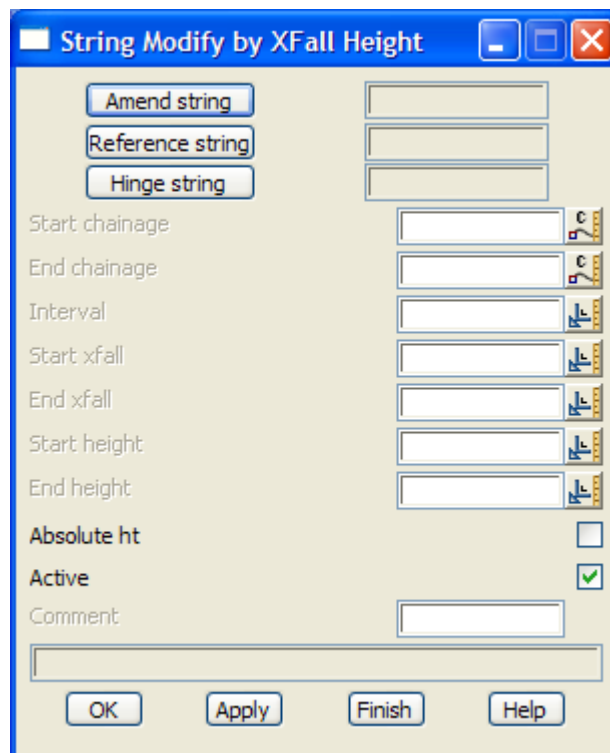 String Modify by XFall Height
Amend string
Reference string
Hinge string
Start chainage
C
End chainage
C
Interval
Start xfall
End xfall
Start height
End height
Absolute ht
Active
Comment
OK Apply Finish Help